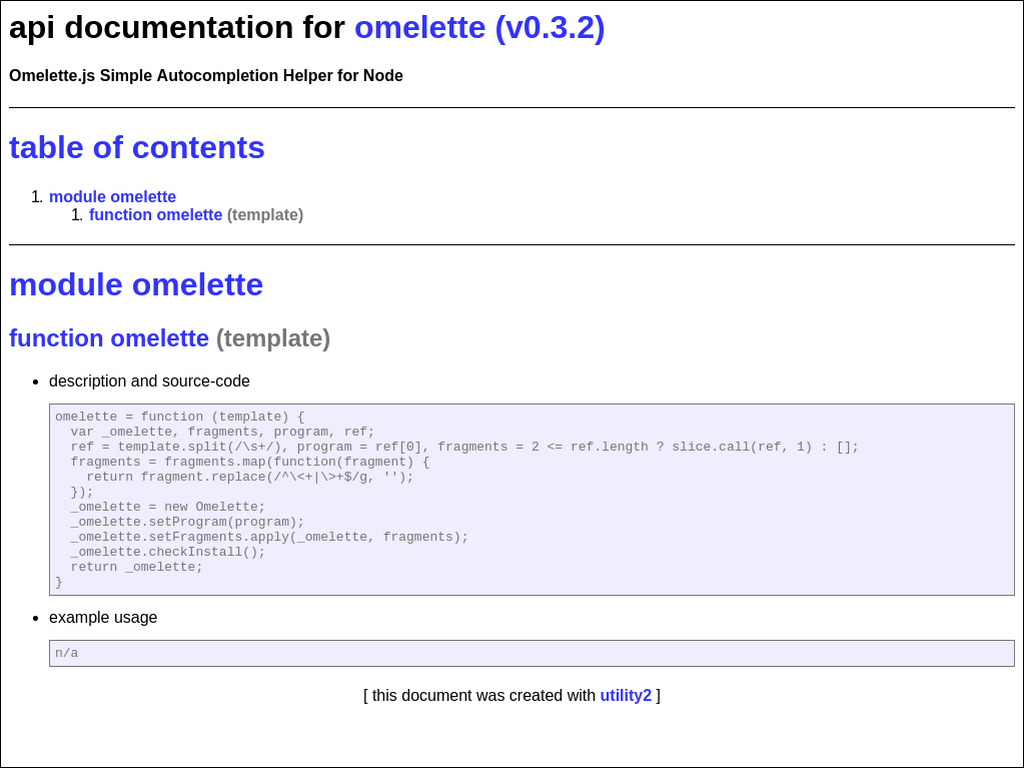 api documentation for omelette (v0.3.2)
Omelette.js Simple Autocompletion Helper for Node
table of contents
1. module omelette
1. function omelette (template)
module omelette
function omelette (template)
• description and source-code
omelette = function (template) {
  var _omelette, fragments, program, ref;
  ref = template.split(/\s+/), program = ref[0], fragments = 2 <= ref.length ? slice.call(ref, 1) : [];
  fragments = fragments.map(function(fragment) {
    return fragment.replace(/^\<+|\>+$/g, '');
  });
  _omelette = new Omelette;
  _omelette.setProgram(program);
  _omelette.setFragments.apply(_omelette, fragments);
  _omelette.checkInstall();
  return _omelette;
}
• example usage
n/a
[ this document was created with utility2 ]